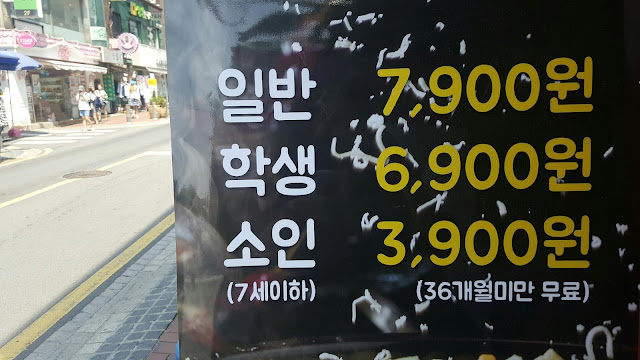 일반 7,900원
학생 6,900원
소인 3,900원
(7세이하) (36개월미만 무료)